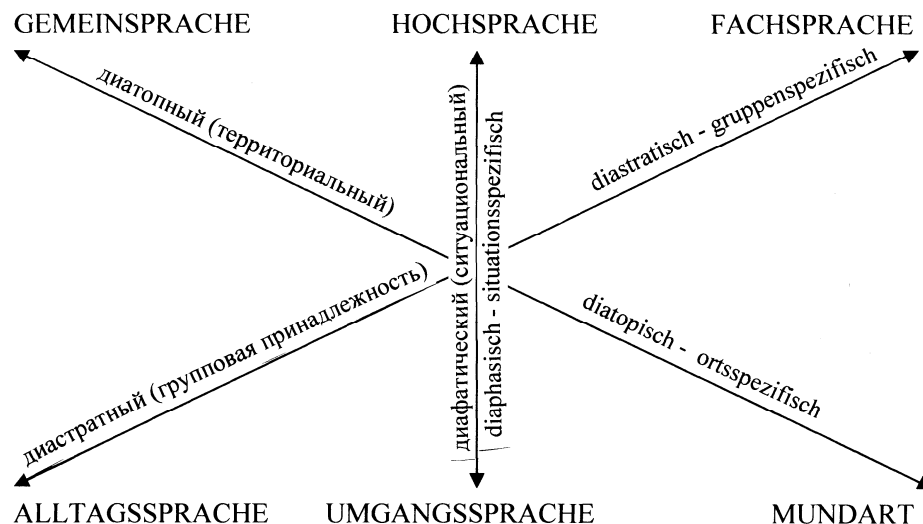 GEMEINSPRACHE
HOCHSPRACHE
FACHSPRACHE
диатопный (территориальный)
диафатический (ситуациональный)
diaphasisch - situationsspezifisch
diastratisch - gruppenspezifisch
диастратный (групповая принадлежность)
diatopisch - ortsspezifisch
ALLTAGSSPRACHE
UMGANGSSPRACHE
MUNDART